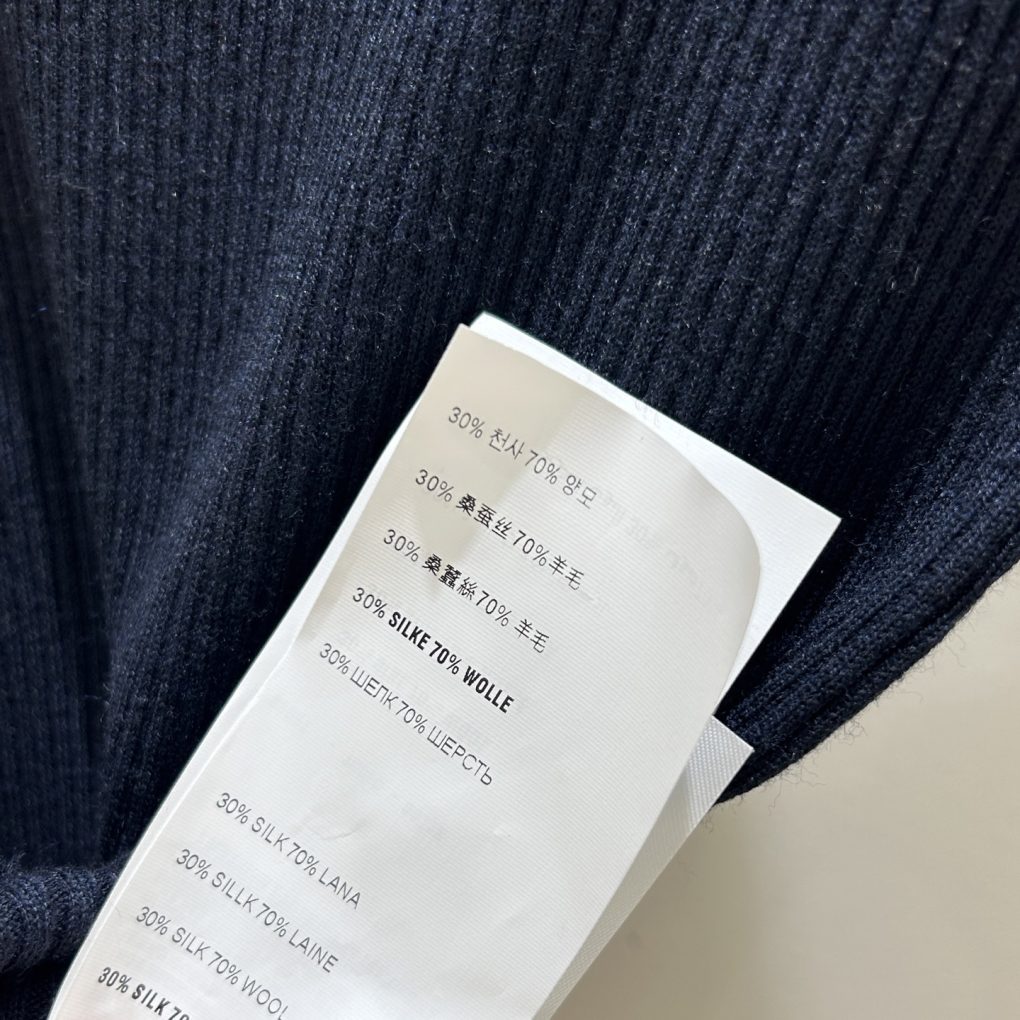 30% 천사 70% 양모
30% 桑蚕丝 70%羊毛
30% 桑蠶絲 70% 羊毛
30% SILKE 70% WOLLE
30% ШЕЛК 70% ШЕРСТЬ
30% SILK 70% LANA
30% SILLK 70% LAINE
30% SILK 70% WOOL
30% SILK